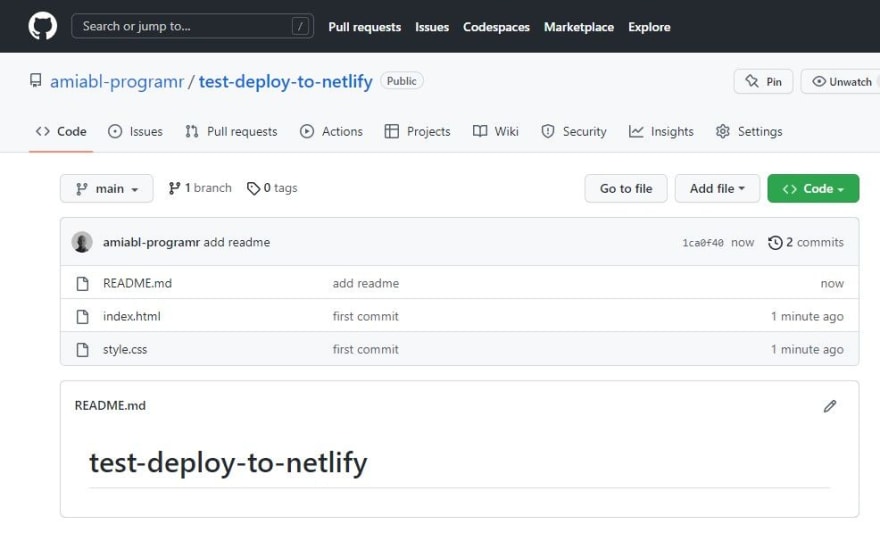 Search or jump to... / Pull requests Issues Codespaces Marketplace Explore
amiabl-programr / test-deploy-to-netlify Public Pin Unwatch
Code Issues Pull requests Actions Projects Wiki Security Insights Settings
main 1 branch 0 tags Go to file Add file Code
amiabl-programr add readme 1ca0f40 now 2 commits
README.md add readme now
index.html first commit 1 minute ago
style.css first commit 1 minute ago
README.md
test-deploy-to-netlify